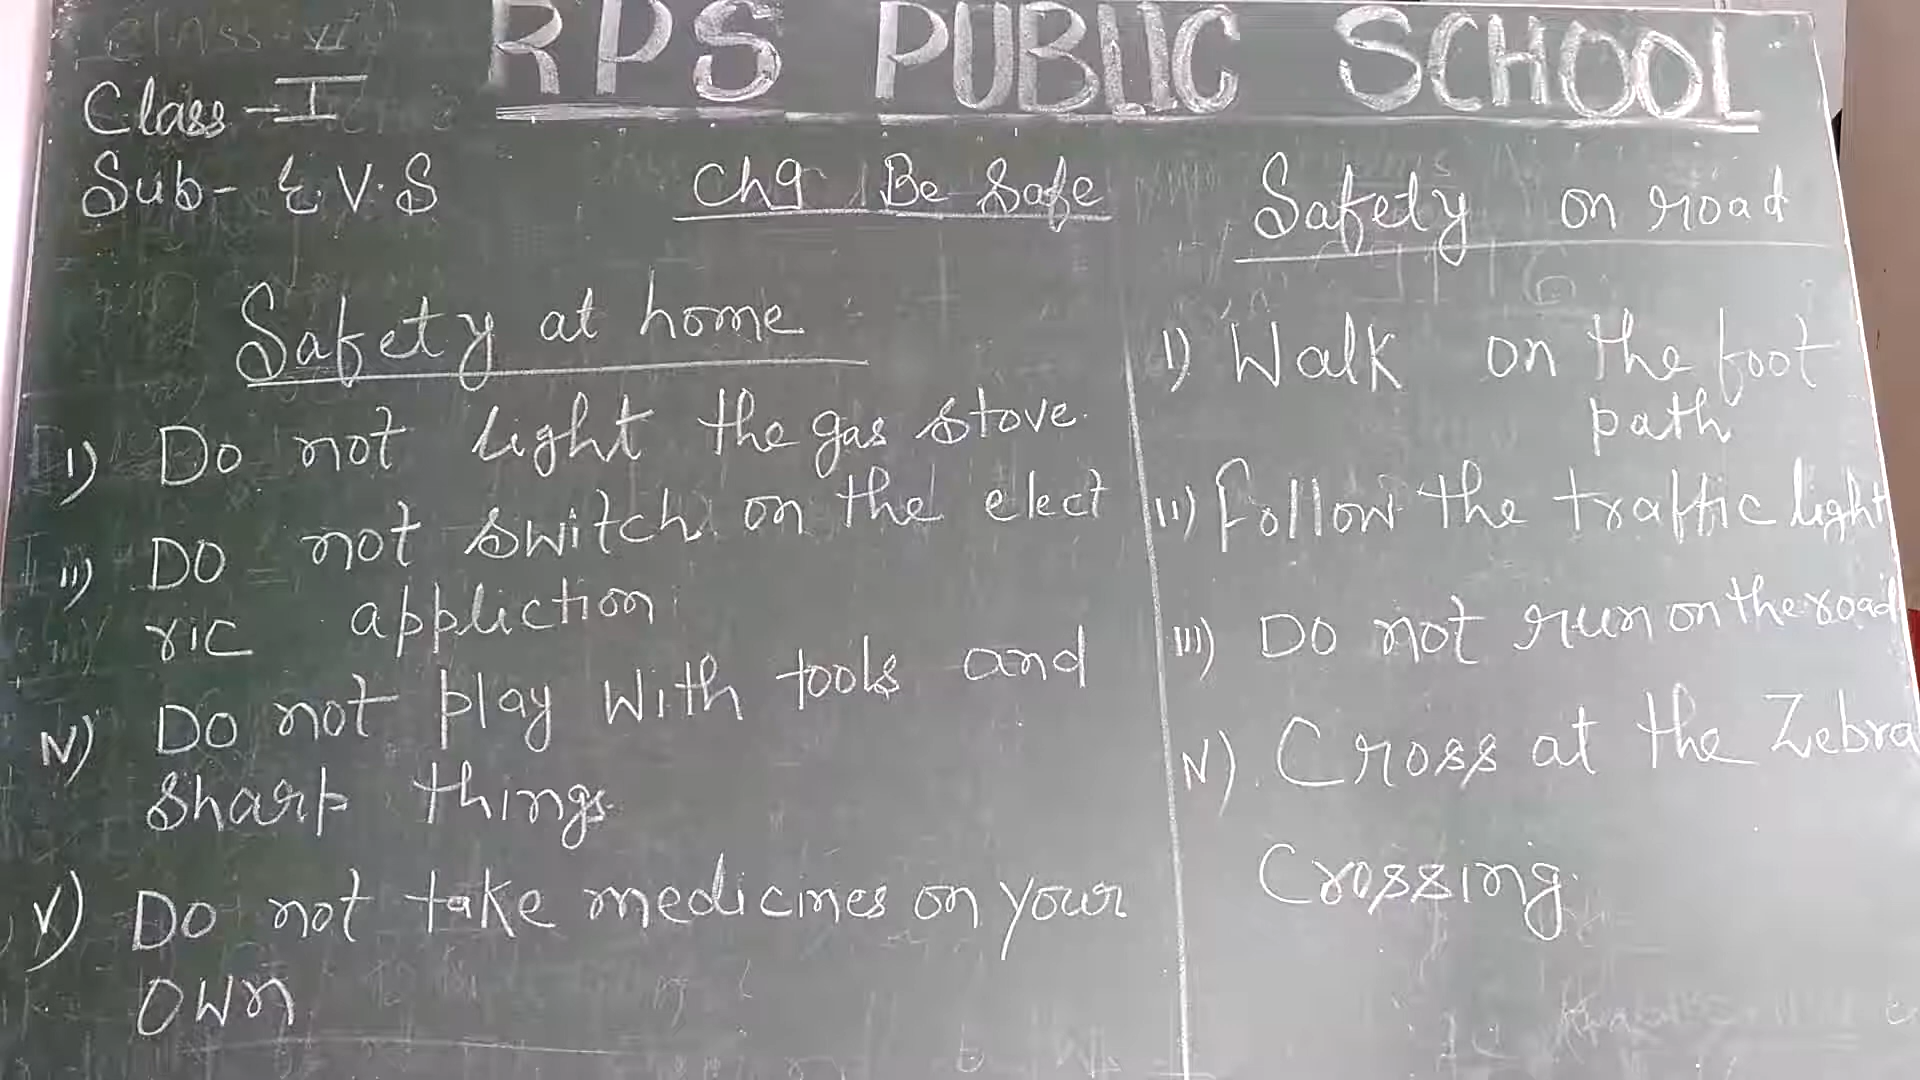 RPS PUBLIC SCHOOL
Class - I
Sub- E.V.S
Ch9 Be Safe
Safety at home
I) Do not light the gas stove.
II) DO not switch on the elect
ric appliction
IV) Do not play With tools and
sharp things.
V) Do not take medicines on your
own
Safety on road
I) Walk on the foot
path
II) Follow the traffic light
III) DO not run on the road
IV). Cross at the Zebra
Crossing.